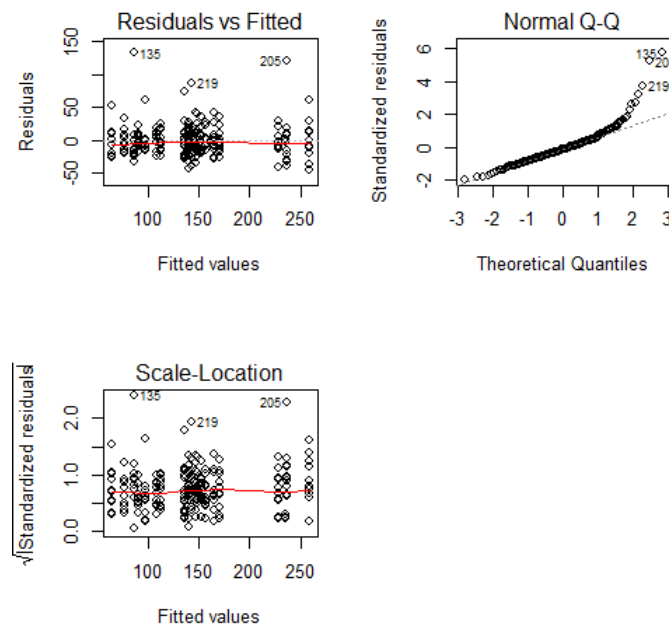 Residuals vs Fitted
Residuals
150
50
0
-50
135
219
205
100 150 200 250
Fitted values
Normal Q-Q
Standardized residuals
6
4
2
0
-2
135
20
219
-3 -2 -1 0 1 2 3
Theoretical Quantiles
Scale-Location
√|Standardized residuals|
2.0
1.0
0.0
135
219
205
100 150 200 250
Fitted values